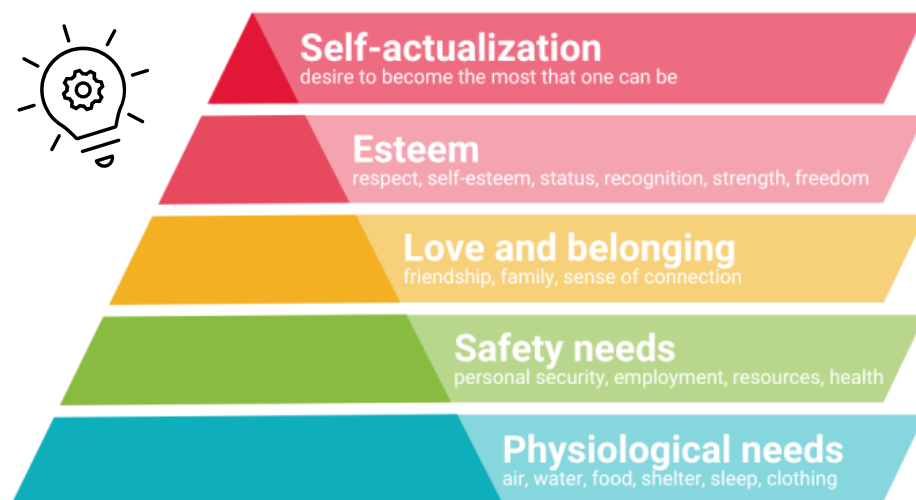 Self-actualization
desire to become the most that one can be
Esteem
respect, self-esteem, status, recognition, strength, freedom
Love and belonging
friendship, family, sense of connection
Safety needs
personal security, employment, resources, health
Physiological needs
air, water, food, shelter, sleep, clothing